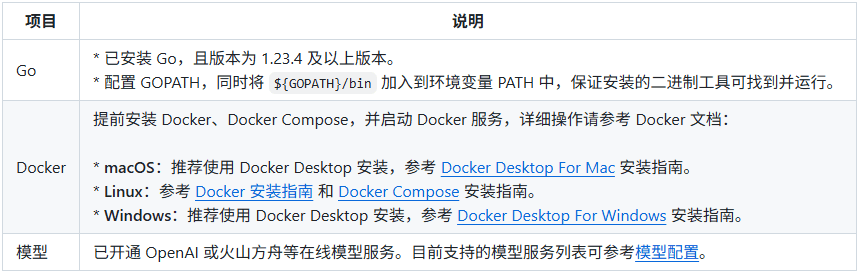 项目 说明
Go
* 已安装 Go，且版本为 1.23.4 及以上版本。
* 配置 GOPATH，同时将 ${GOPATH}/bin 加入到环境变量 PATH 中，保证安装的二进制工具可找到并运行。
Docker
提前安装 Docker、Docker Compose，并启动 Docker 服务，详细操作请参考 Docker 文档：
* macOS：推荐使用 Docker Desktop 安装，参考 Docker Desktop For Mac 安装指南。
* Linux：参考 Docker 安装指南 和 Docker Compose 安装指南。
* Windows：推荐使用 Docker Desktop 安装，参考 Docker Desktop For Windows 安装指南。
模型 已开通 OpenAI 或火山方舟等在线模型服务。目前支持的模型服务列表可参考模型配置。